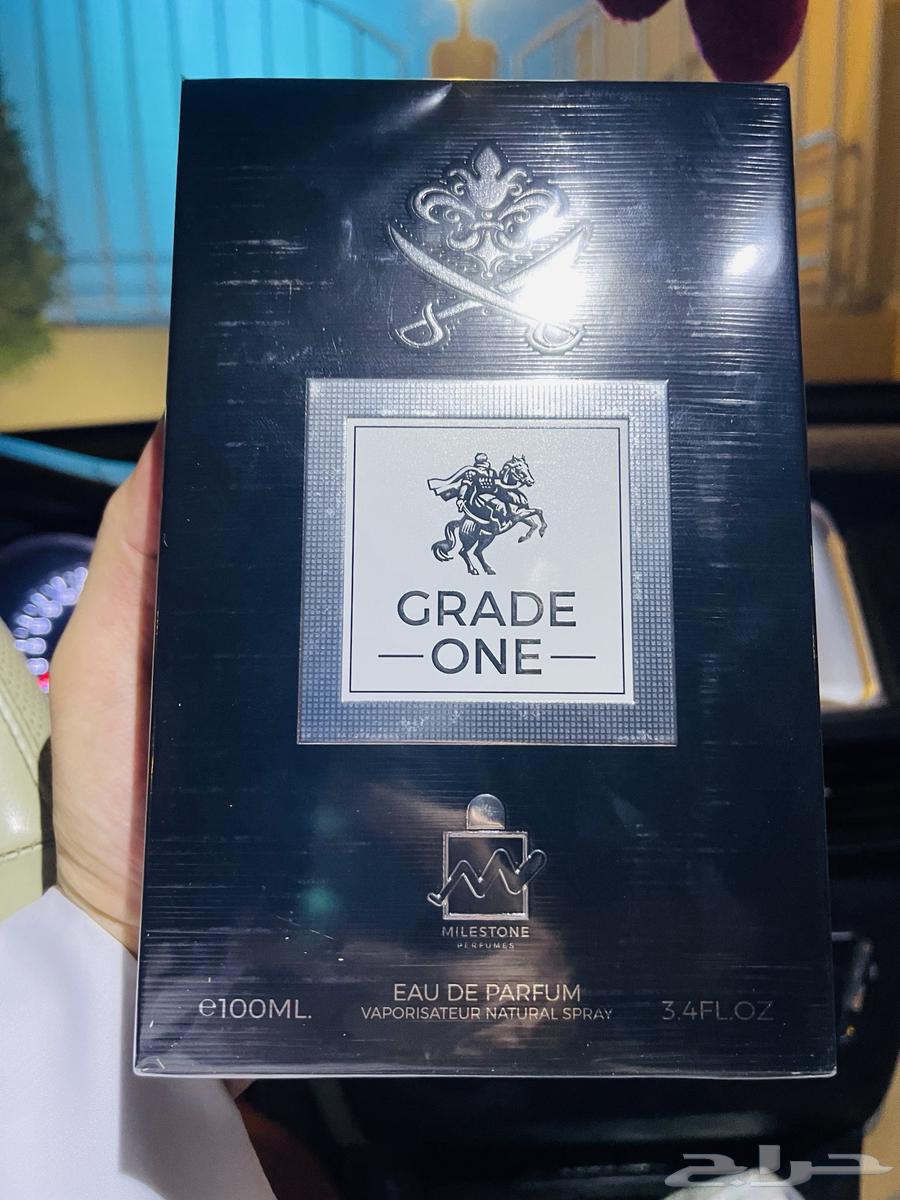 GRADE
ONE
MILESTONE
PERFUMES
EAU DE PARFUM
VAPORISATEUR NATURAL SPRAY
e100ML.
3.4FL.OZ
حراج